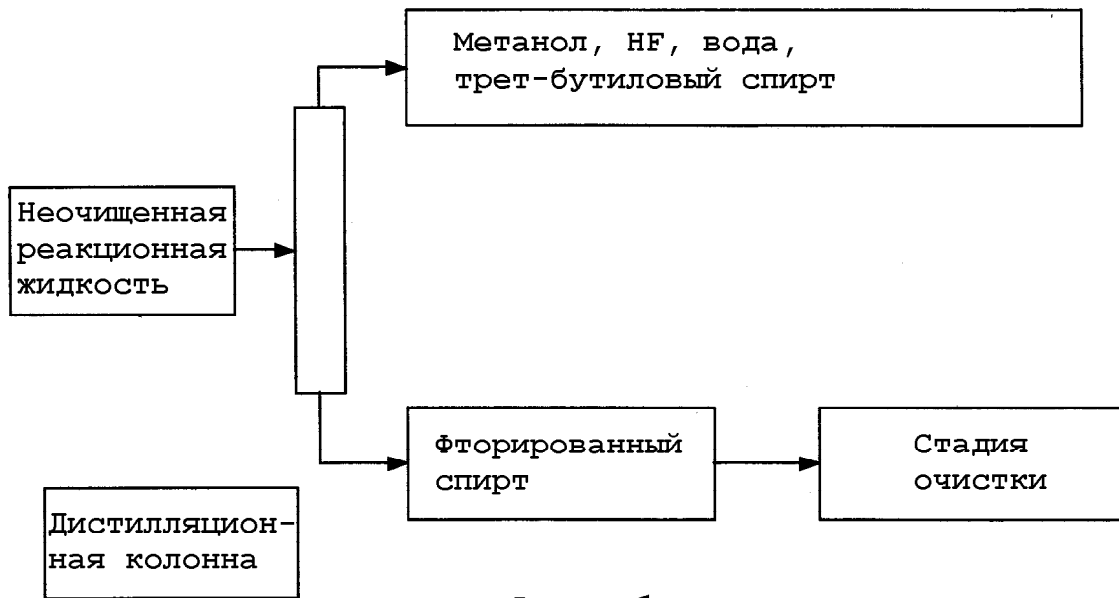 Метанол, HF, вода,
трет-бутиловый спирт
Неочищенная
реакционная
жидкость
Фторированный
спирт
Стадия
очистки
Дистилляцион-
ная колонна